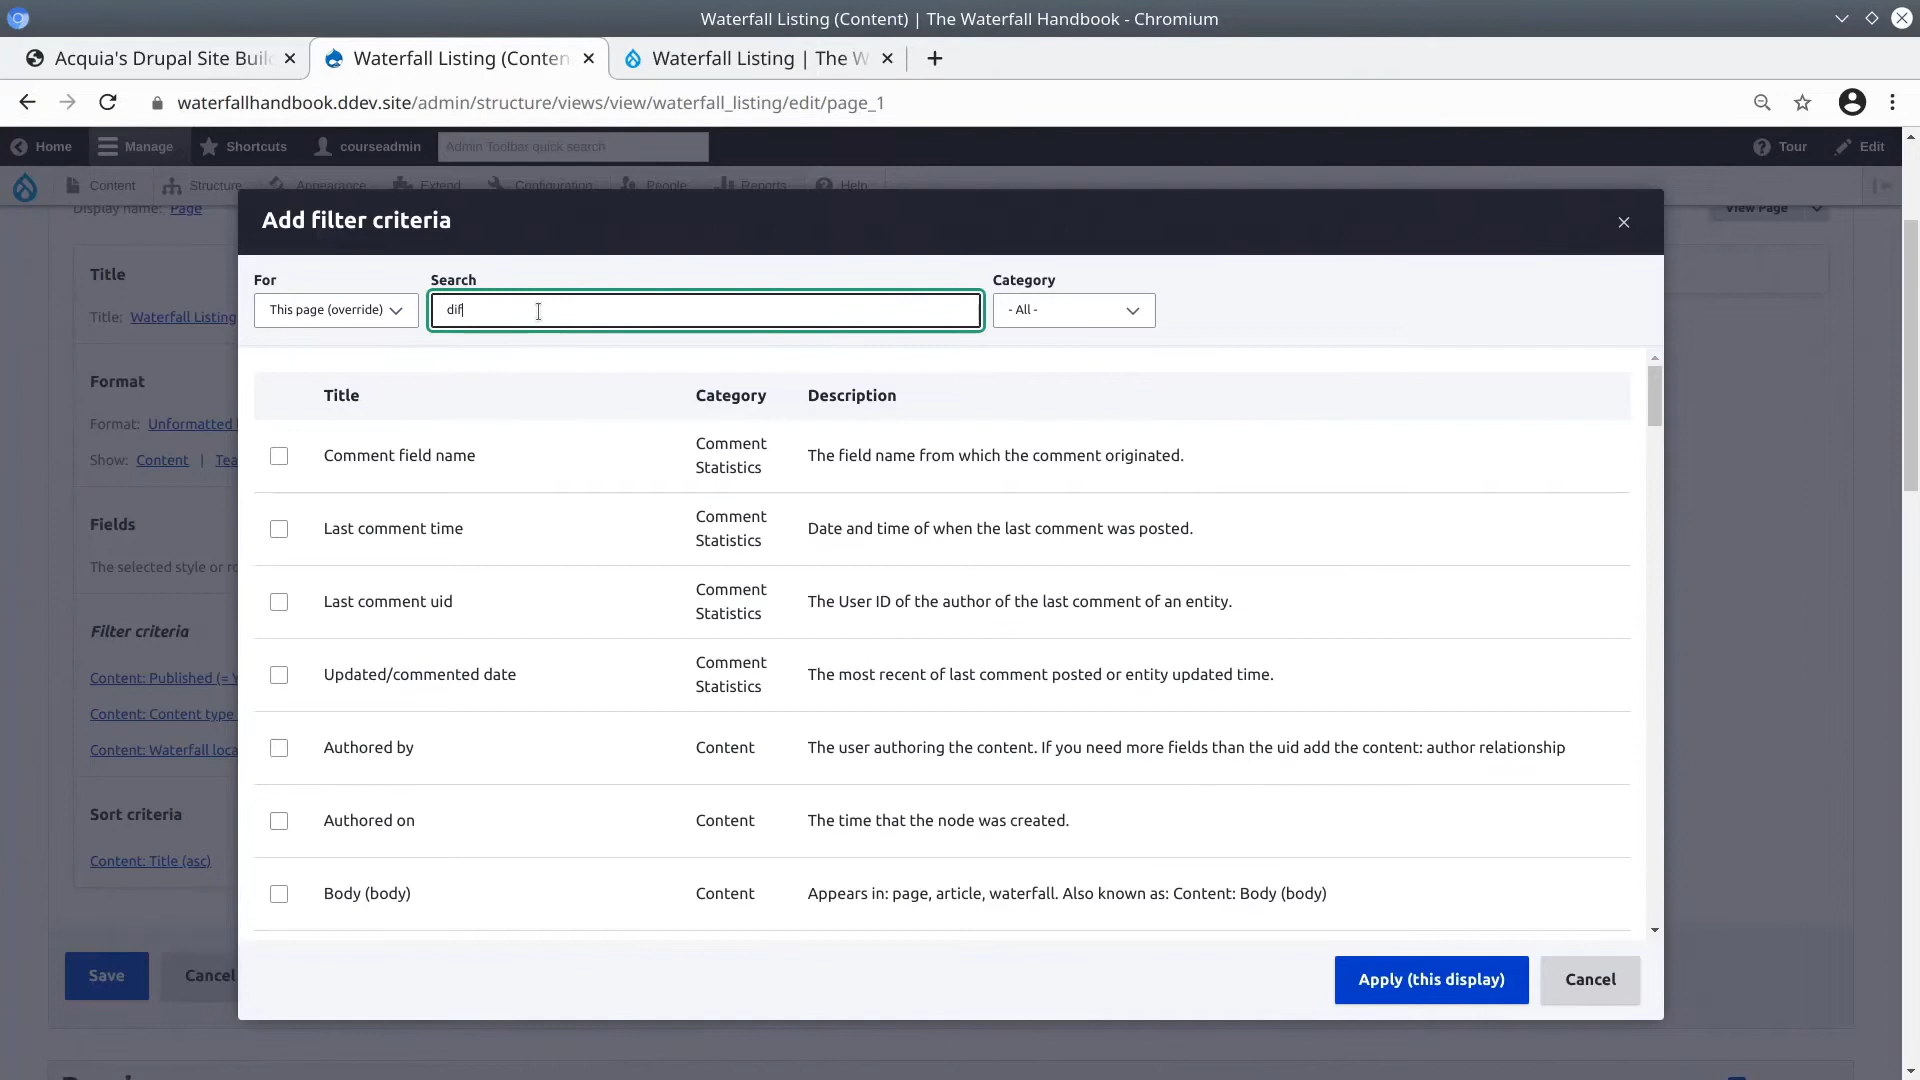 Waterfall Listing (Content) | The Waterfall Handbook - Chromium
Acquia's Drupal Site Buil
Waterfall Listing (Conten
Waterfall Listing | The W
waterfallhandbook.ddev.site/admin/structure/views/view/waterfall_listing/edit/page_1
Home
Manage
Shortcuts
courseadmin
Admin Toolbar quick search
Tour
Edit
Content
Structure
Appearance
Extend
Configuration
People
Reports
Help
Display name: Page
View Page
Add filter criteria
For
Search
Category
This page (override)
dif
- All -
Title
Title: Waterfall Listing
Format
Format: Unformatted
Show: Content | Tea
Fields
The selected style or ro
Filter criteria
Content: Published (= Y
Content: Content type
Content: Waterfall loca
Sort criteria
Content: Title (asc)
Save
Cancel
Title Category Description
Comment field name Comment Statistics The field name from which the comment originated.
Last comment time Comment Statistics Date and time of when the last comment was posted.
Last comment uid Comment Statistics The User ID of the author of the last comment of an entity.
Updated/commented date Comment Statistics The most recent of last comment posted or entity updated time.
Authored by Content The user authoring the content. If you need more fields than the uid add the content: author relationship
Authored on Content The time that the node was created.
Body (body) Content Appears in: page, article, waterfall. Also known as: Content: Body (body)
Apply (this display)
Cancel